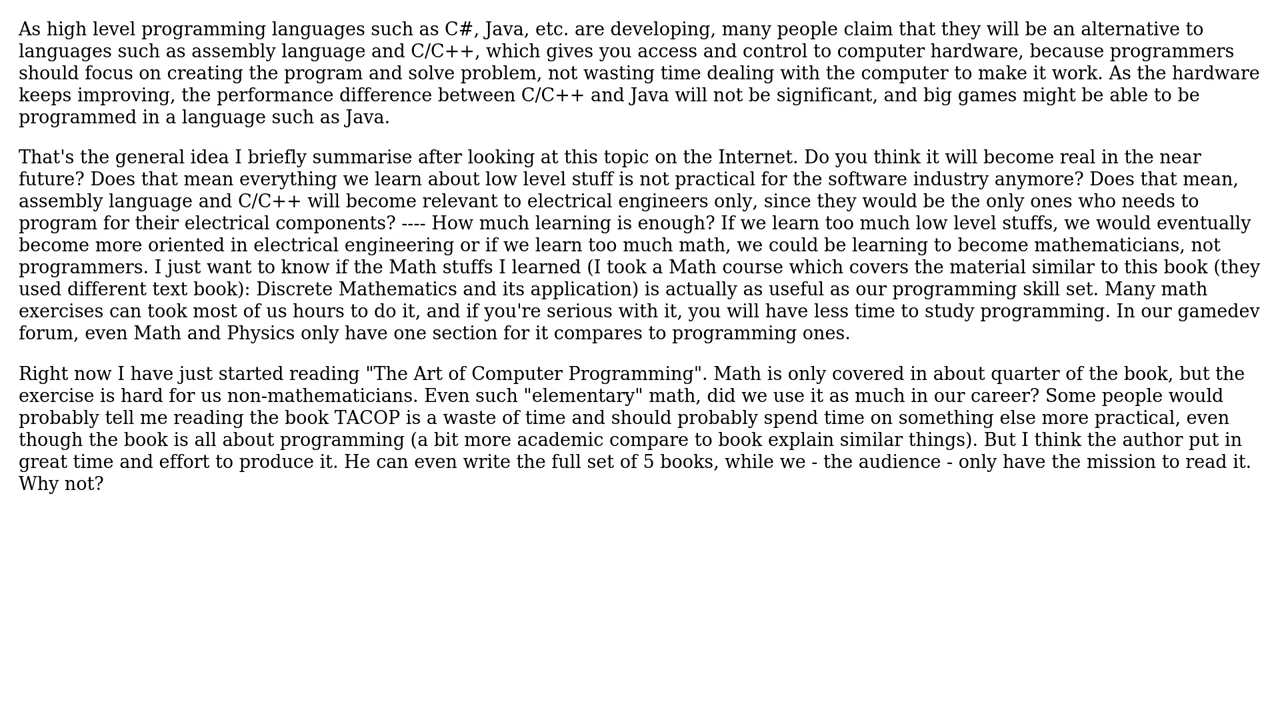 As high level programming languages such as C#, Java, etc. are developing, many people claim that they will be an alternative to
languages such as assembly language and C/C++, which gives you access and control to computer hardware, because programmers
should focus on creating the program and solve problem, not wasting time dealing with the computer to make it work. As the hardware
keeps improving, the performance difference between C/C++ and Java will not be significant, and big games might be able to be
programmed in a language such as Java.
That's the general idea I briefly summarise after looking at this topic on the Internet. Do you think it will become real in the near
future? Does that mean everything we learn about low level stuff is not practical for the software industry anymore? Does that mean,
assembly language and C/C++ will become relevant to electrical engineers only, since they would be the only ones who needs to
program for their electrical components? ---- How much learning is enough? If we learn too much low level stuffs, we would eventually
become more oriented in electrical engineering or if we learn too much math, we could be learning to become mathematicians, not
programmers. I just want to know if the Math stuffs I learned (I took a Math course which covers the material similar to this book (they
used different text book): Discrete Mathematics and its application) is actually as useful as our programming skill set. Many math
exercises can took most of us hours to do it, and if you're serious with it, you will have less time to study programming. In our gamedev
forum, even Math and Physics only have one section for it compares to programming ones.
Right now I have just started reading "The Art of Computer Programming". Math is only covered in about quarter of the book, but the
exercise is hard for us non-mathematicians. Even such "elementary" math, did we use it as much in our career? Some people would
probably tell me reading the book TACOP is a waste of time and should probably spend time on something else more practical, even
though the book is all about programming (a bit more academic compare to book explain similar things). But I think the author put in
great time and effort to produce it. He can even write the full set of 5 books, while we - the audience - only have the mission to read it.
Why not?